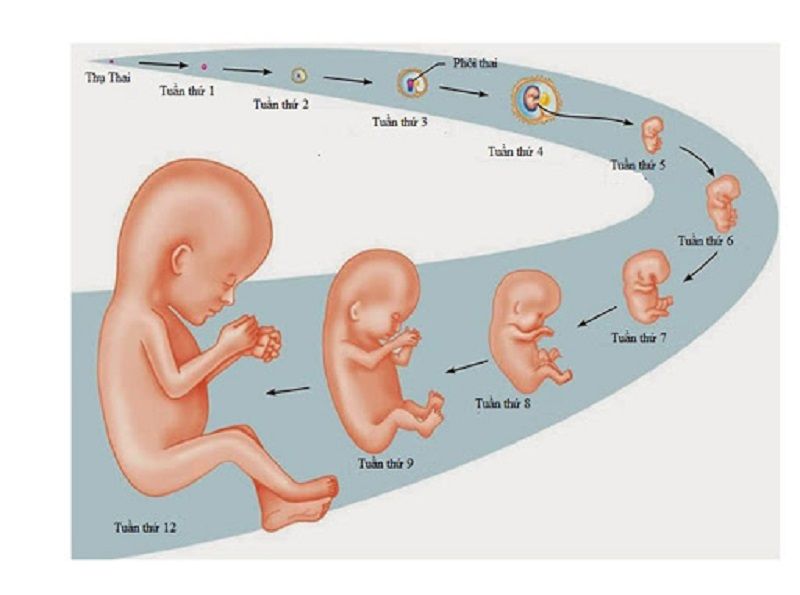 Thụ Thai
Tuần thứ 1
Tuần thứ 2
Tuần thứ 3
Phôi thai
Tuần thứ 4
Tuần thứ 5
Tuần thứ 6
Tuần thứ 7
Tuần thứ 8
Tuần thứ 9
Tuần thứ 12